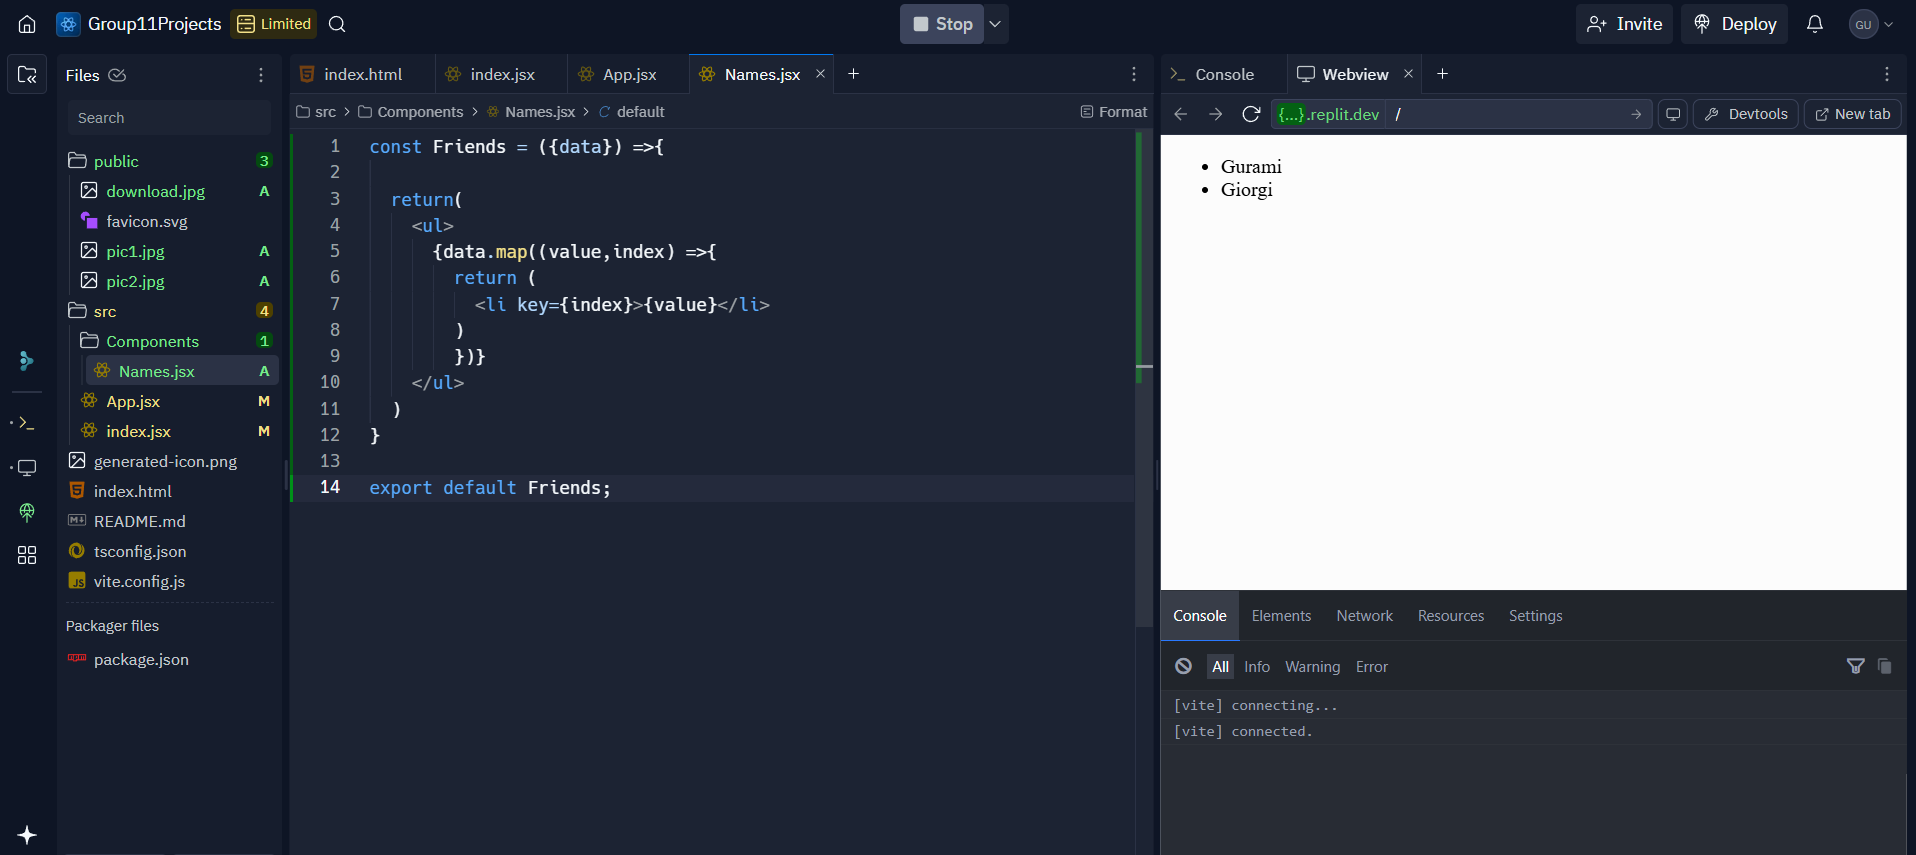 Group11Projects Limited Stop Invite Deploy GU
Files index.html index.jsx App.jsx Names.jsx Console Webview
Search
src Components Names.jsx default Format {...}.replit.dev / Devtools New tab
public 3
download.jpg A
favicon.svg
pic1.jpg A
pic2.jpg A
src 4
Components 1
Names.jsx A
App.jsx M
index.jsx M
generated-icon.png
index.html
README.md
tsconfig.json
JS vite.config.js
Packager files
npm package.json
1 const Friends = ({data}) =>{
2
3 return(
4 <ul>
5 {data.map((value,index) =>{
6 return (
7 <li key={index}>{value}</li>
8 )
9 })}
10 </ul>
11 )
12 }
13
14 export default Friends;
Gurami
Giorgi
Console Elements Network Resources Settings
All Info Warning Error
[vite] connecting...
[vite] connected.